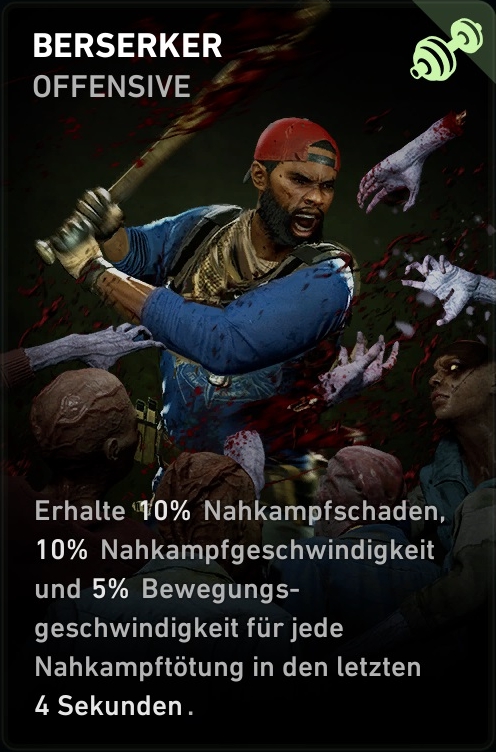 BERSERKER
OFFENSIVE
Erhalte 10% Nahkampfschaden,
10% Nahkampfgeschwindigkeit
und 5% Bewegungs-
geschwindigkeit für jede
Nahkampftötung in den letzten
4 Sekunden.